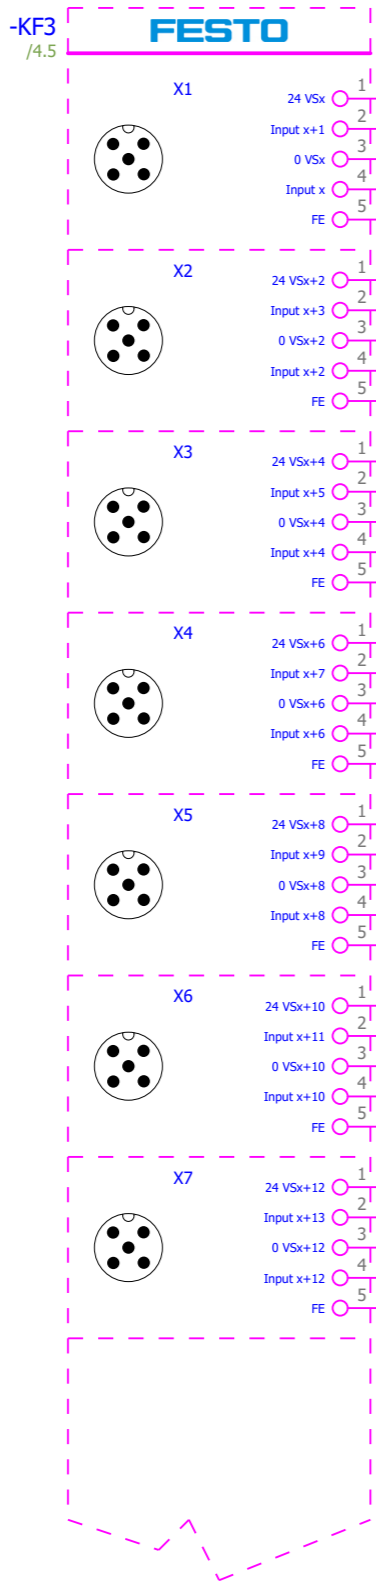 -KF3
FESTO
/4.5
X1
1
24 VSx
2
Input x+1
3
0 VSx
4
Input x
5
FE
X2
1
24 VSx+2
2
Input x+3
3
0 VSx+2
4
Input x+2
5
FE
X3
1
24 VSx+4
2
Input x+5
3
0 VSx+4
4
Input x+4
5
FE
X4
1
24 VSx+6
2
Input x+7
3
0 VSx+6
4
Input x+6
5
FE
X5
1
24 VSx+8
2
Input x+9
3
0 VSx+8
4
Input x+8
5
FE
X6
1
24 VSx+10
2
Input x+11
3
0 VSx+10
4
Input x+10
5
FE
X7
1
24 VSx+12
2
Input x+13
3
0 VSx+12
4
Input x+12
5
FE